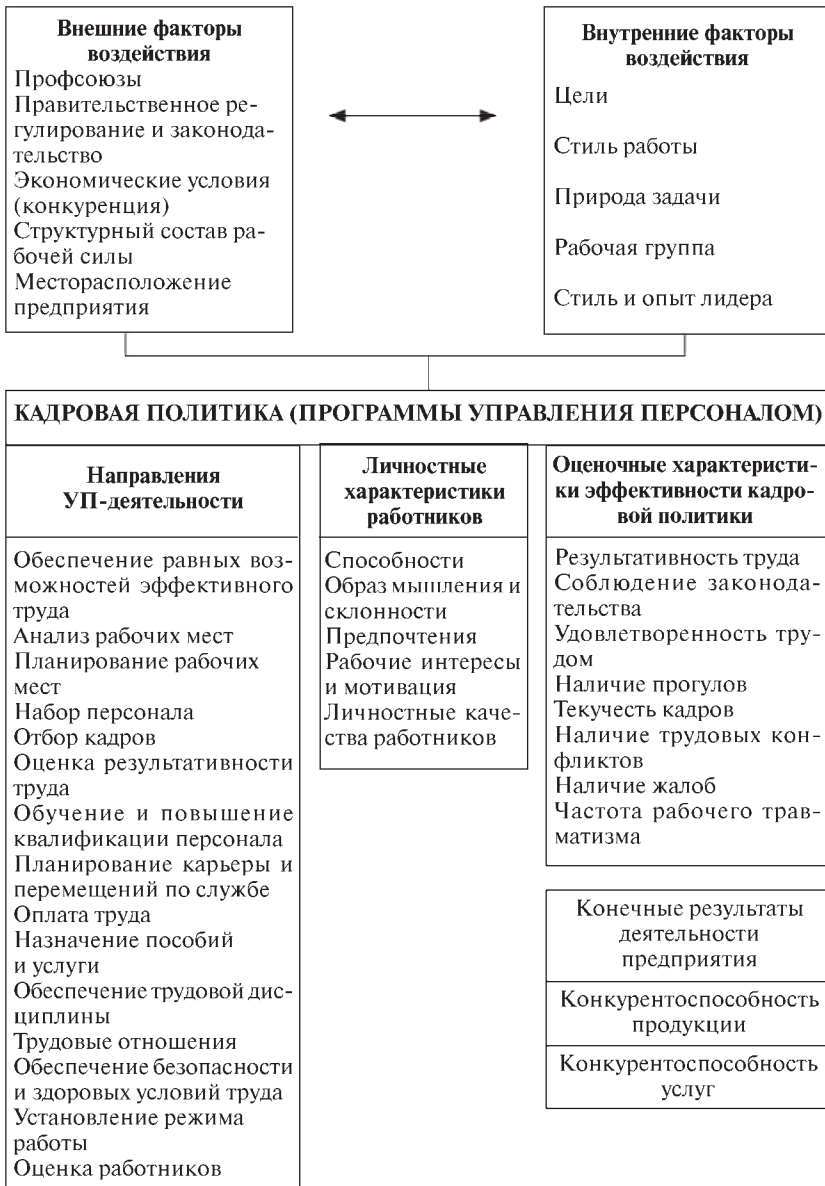 Внешние факторы
воздействия
Профсоюзы
Правительственное ре-
гулирование и законода-
тельство
Экономические условия
(конкуренция)
Структурный состав ра-
бочей силы
Месторасположение
предприятия
Внутренние факторы
воздействия
Цели
Стиль работы
Природа задачи
Рабочая группа
Стиль и опыт лидера
КАДРОВАЯ ПОЛИТИКА (ПРОГРАММЫ УПРАВЛЕНИЯ ПЕРСОНАЛОМ)
Направления
УП-деятельности
Обеспечение равных воз-
можностей эффективного
труда
Анализ рабочих мест
Планирование рабочих
мест
Набор персонала
Отбор кадров
Оценка результативности
труда
Обучение и повышение
квалификации персонала
Планирование карьеры и
перемещений по службе
Оплата труда
Назначение пособий
и услуги
Обеспечение трудовой дис-
циплины
Трудовые отношения
Обеспечение безопасности
и здоровых условий труда
Установление режима
работы
Оценка работников
Личностные
характеристики
работников
Способности
Образ мышления и
склонности
Предпочтения
Рабочие интересы
и мотивация
Личностные каче-
ства работников
Оценочные характеристи-
ки эффективности кадро-
вой политики
Результативность труда
Соблюдение законода-
тельства
Удовлетворенность тру-
дом
Наличие прогулов
Текучесть кадров
Наличие трудовых кон-
фликтов
Наличие жалоб
Частота рабочего трав-
матизма
Конечные результаты
деятельности
предприятия
Конкурентоспособность
продукции
Конкурентоспособность
услуг